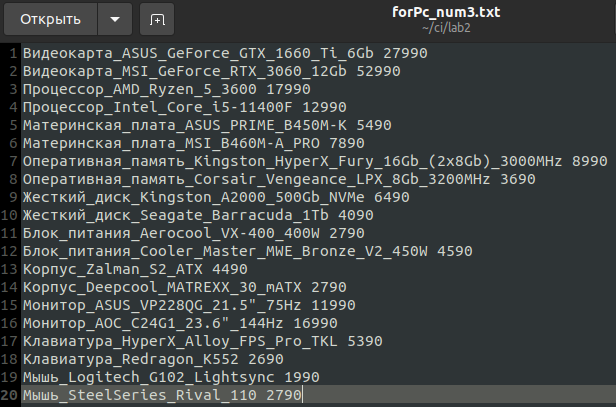 Открыть
forPc_num3.txt
~/ci/lab2
1 Видеокарта_ASUS_GeForce_GTX_1660_Ti_6Gb 27990
2 Видеокарта_MSI_GeForce_RTX_3060_12Gb 52990
3 Процессор_AMD_Ryzen_5_3600 17990
4 Процессор_Intel_Core_i5-11400F 12990
5 Материнская_плата_ASUS_PRIME_B450M-K 5490
6 Материнская_плата_MSI_B460M-A_PRO 7890
7 Оперативная_память_Kingston_HyperX_Fury_16Gb_(2x8Gb)_3000MHz 8990
8 Оперативная_память_Corsair_Vengeance_LPX_8Gb_3200MHz 3690
9 Жесткий_диск_Kingston_A2000_500Gb_NVMe 6490
10 Жесткий_диск_Seagate_Barracuda_1Tb 4090
11 Блок_питания_Aerocool_VX-400_400W 2790
12 Блок_питания_Cooler_Master_MWE_Bronze_V2_450W 4590
13 Корпус_Zalman_S2_ATX 4490
14 Корпус_Deepcool_MATREXX_30_mATX 2790
15 Монитор_ASUS_VP228QG_21.5"_75Hz 11990
16 Монитор_AOC_C24G1_23.6"_144Hz 16990
17 Клавиатура_HyperX_Alloy_FPS_Pro_TKL 5390
18 Клавиатура_Redragon_K552 2690
19 Мышь_Logitech_G102_Lightsync 1990
20 Мышь_SteelSeries_Rival_110 2790